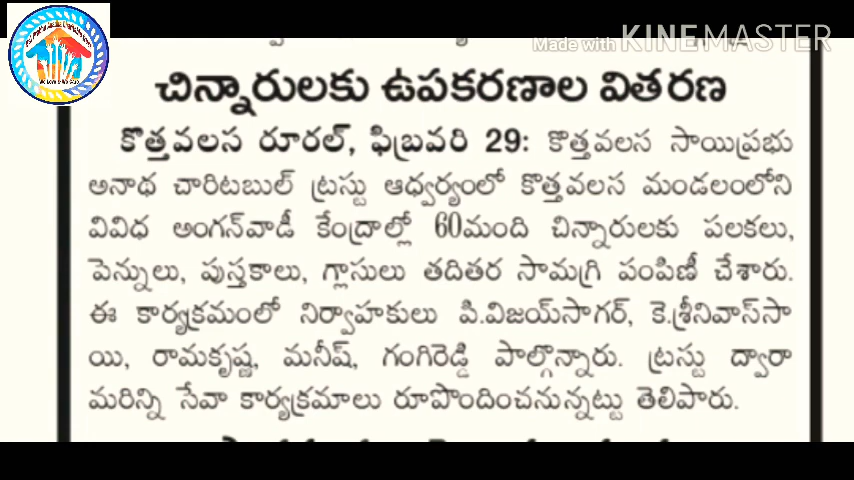 Made with KINEMASTER
చిన్నారులకు ఉపకరణాల వితరణ
కొత్తవలస రూరల్, ఫిబ్రవరి 29: కొత్తవలస సాయిప్రభు
అనాథ చారిటబుల్ ట్రస్టు ఆధ్వర్యంలో కొత్తవలస మండలంలోని
వివిధ అంగన్‌వాడీ కేంద్రాల్లో 60మంది చిన్నారులకు పలకలు,
పెన్నులు, పుస్తకాలు, గ్లాసులు తదితర సామగ్రి పంపిణీ చేశారు.
ఈ కార్యక్రమంలో నిర్వాహకులు పి.విజయ్‌సాగర్, కె.శ్రీనివాస్‌సా
యి, రామకృష్ణ, మనీష్, గంగిరెడ్డి పాల్గొన్నారు. ట్రస్టు ద్వారా
మరిన్ని సేవా కార్యక్రమాలు రూపొందించనున్నట్టు తెలిపారు.